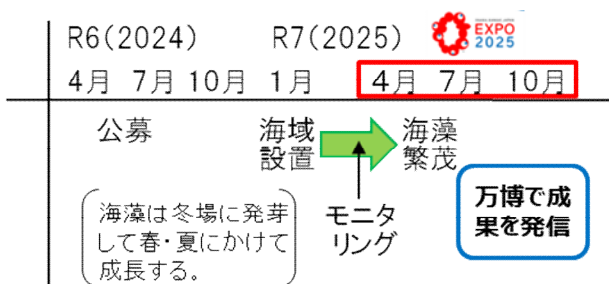 R6(2024) R7(2025) EXPO
2025
4月 7月 10月 1月 4月 7月 10月
公募 海域 海藻
設置 繁茂
海藻は冬場に発芽
して春・夏にかけて
成長する。
モニタ
リング
万博で成
果を発信